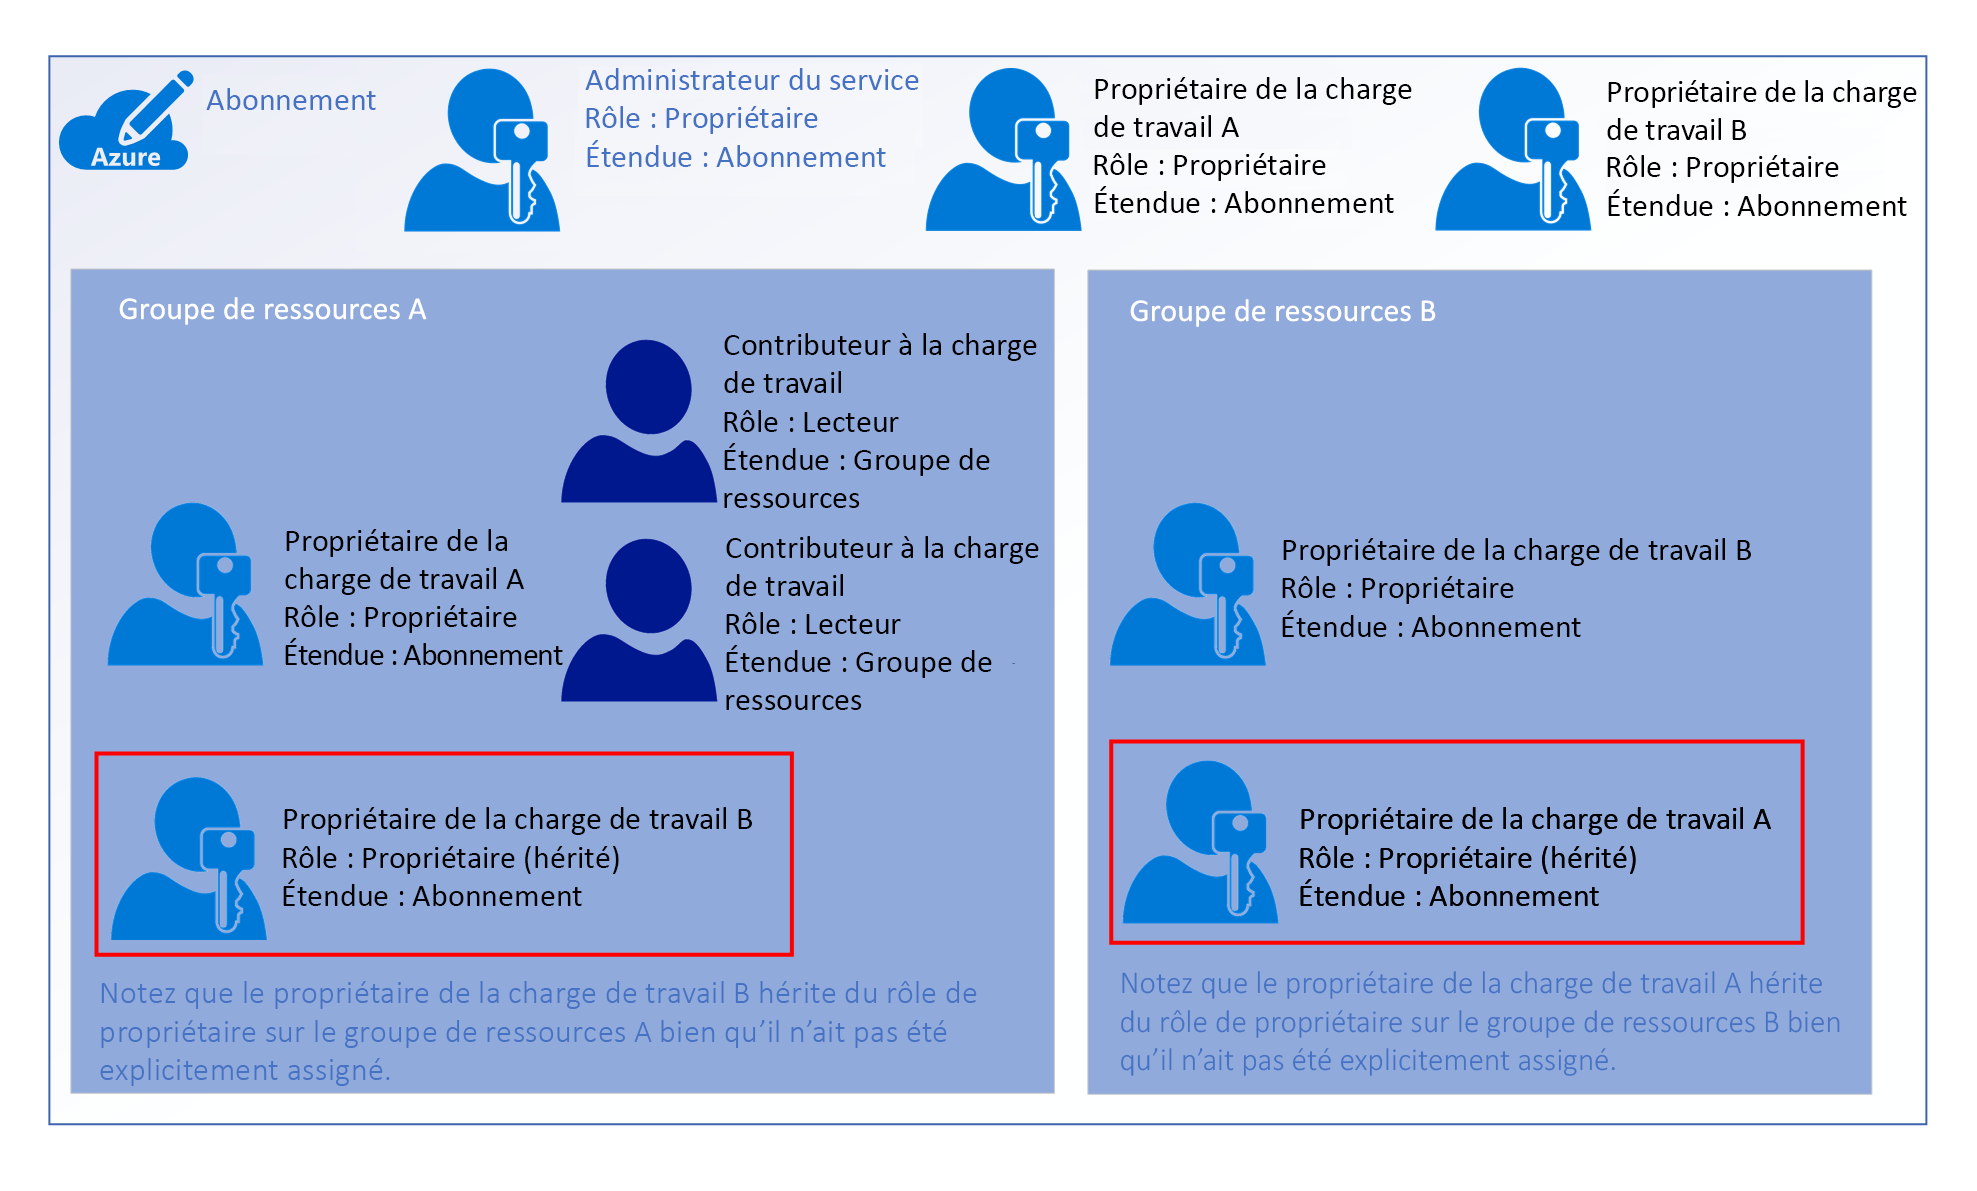 Azure
Abonnement
Administrateur du service
Rôle : Propriétaire
Étendue : Abonnement
Propriétaire de la charge
de travail A
Rôle : Propriétaire
Étendue : Abonnement
Propriétaire de la charge
de travail B
Rôle : Propriétaire
Étendue : Abonnement
Groupe de ressources A
Contributeur à la charge
de travail
Rôle : Lecteur
Étendue : Groupe de
ressources
Propriétaire de la
charge de travail A
Rôle : Propriétaire
Étendue : Abonnement
Contributeur à la charge
de travail
Rôle : Lecteur
Étendue : Groupe de
ressources
Propriétaire de la charge de travail B
Rôle : Propriétaire (hérité)
Étendue : Abonnement
Notez que le propriétaire de la charge de travail B hérite du rôle de
propriétaire sur le groupe de ressources A bien qu’il n’ait pas été
explicitement assigné.
Groupe de ressources B
Propriétaire de la charge de travail B
Rôle : Propriétaire
Étendue : Abonnement
Propriétaire de la charge de travail A
Rôle : Propriétaire (hérité)
Étendue : Abonnement
Notez que le propriétaire de la charge de travail A hérite
du rôle de propriétaire sur le groupe de ressources B bien
qu’il n’ait pas été explicitement assigné.